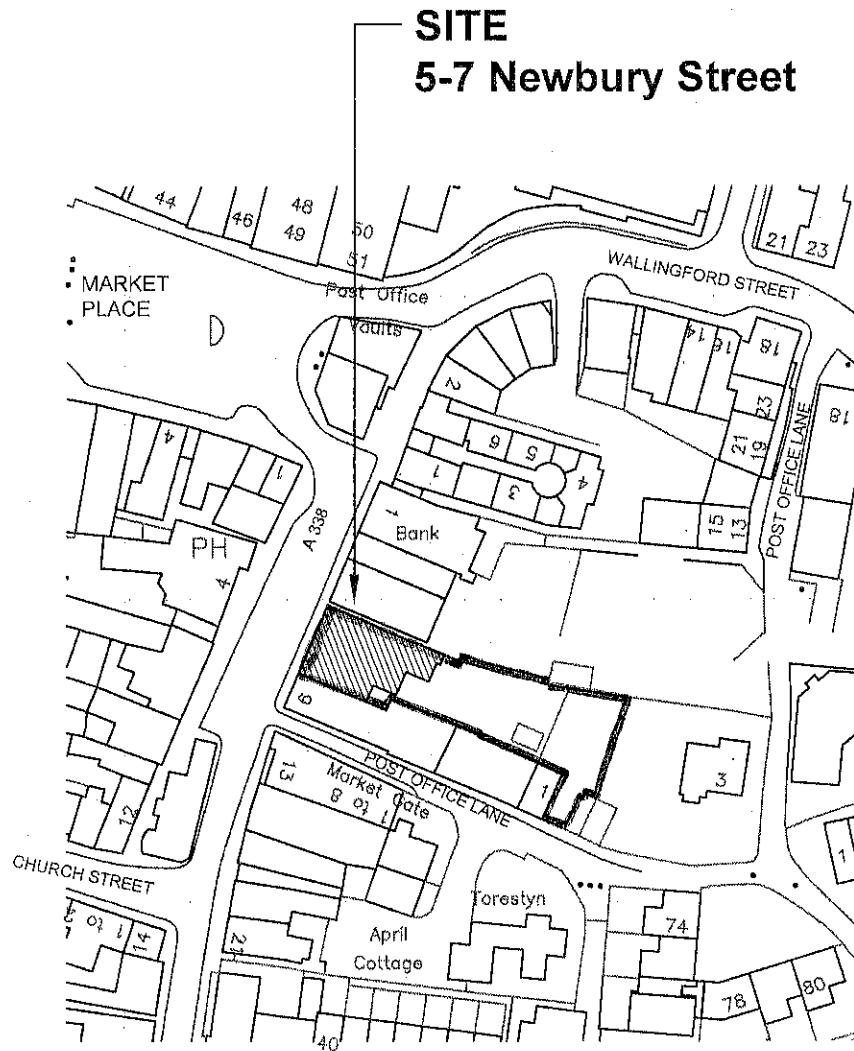 SITE
5-7 Newbury Street
44
46
48
49
50
51
21
23
MARKET
PLACE
Post Office
Vaults
WALLINGFORD STREET
2
14
16
18
18
4
1
6
5
4
23
21
19
1
3
15
13
POST OFFICE LANE
A 338
1
Bank
PH
4
9
POST OFFICE LANE
1
3
13
Market Gate
1 to 8
12
1
CHURCH STREET
14
21
April
Cottage
Torestyn
74
78
80
40